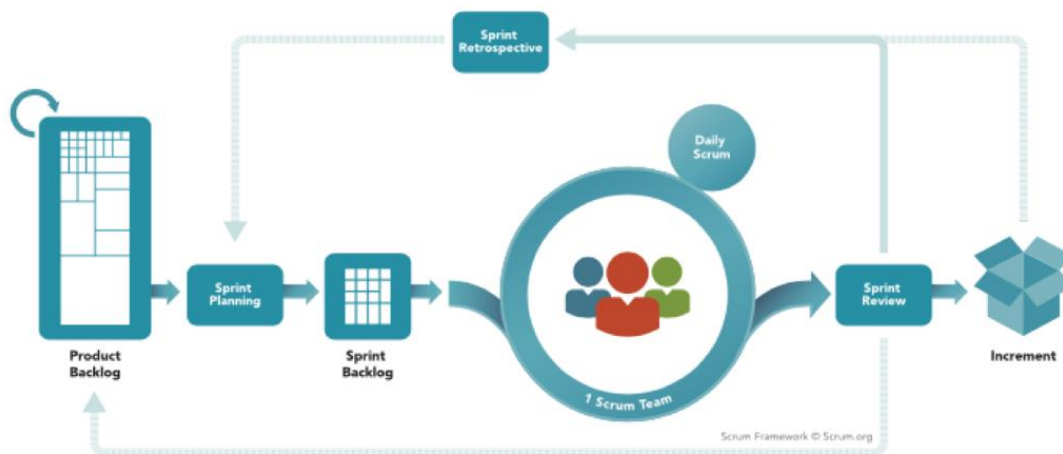 Sprint
Retrospective
Daily
Scrum
Sprint
Planning
Sprint
Review
Product
Backlog
Sprint
Backlog
Increment
1 Scrum Team
Scrum Framework © Scrum.org